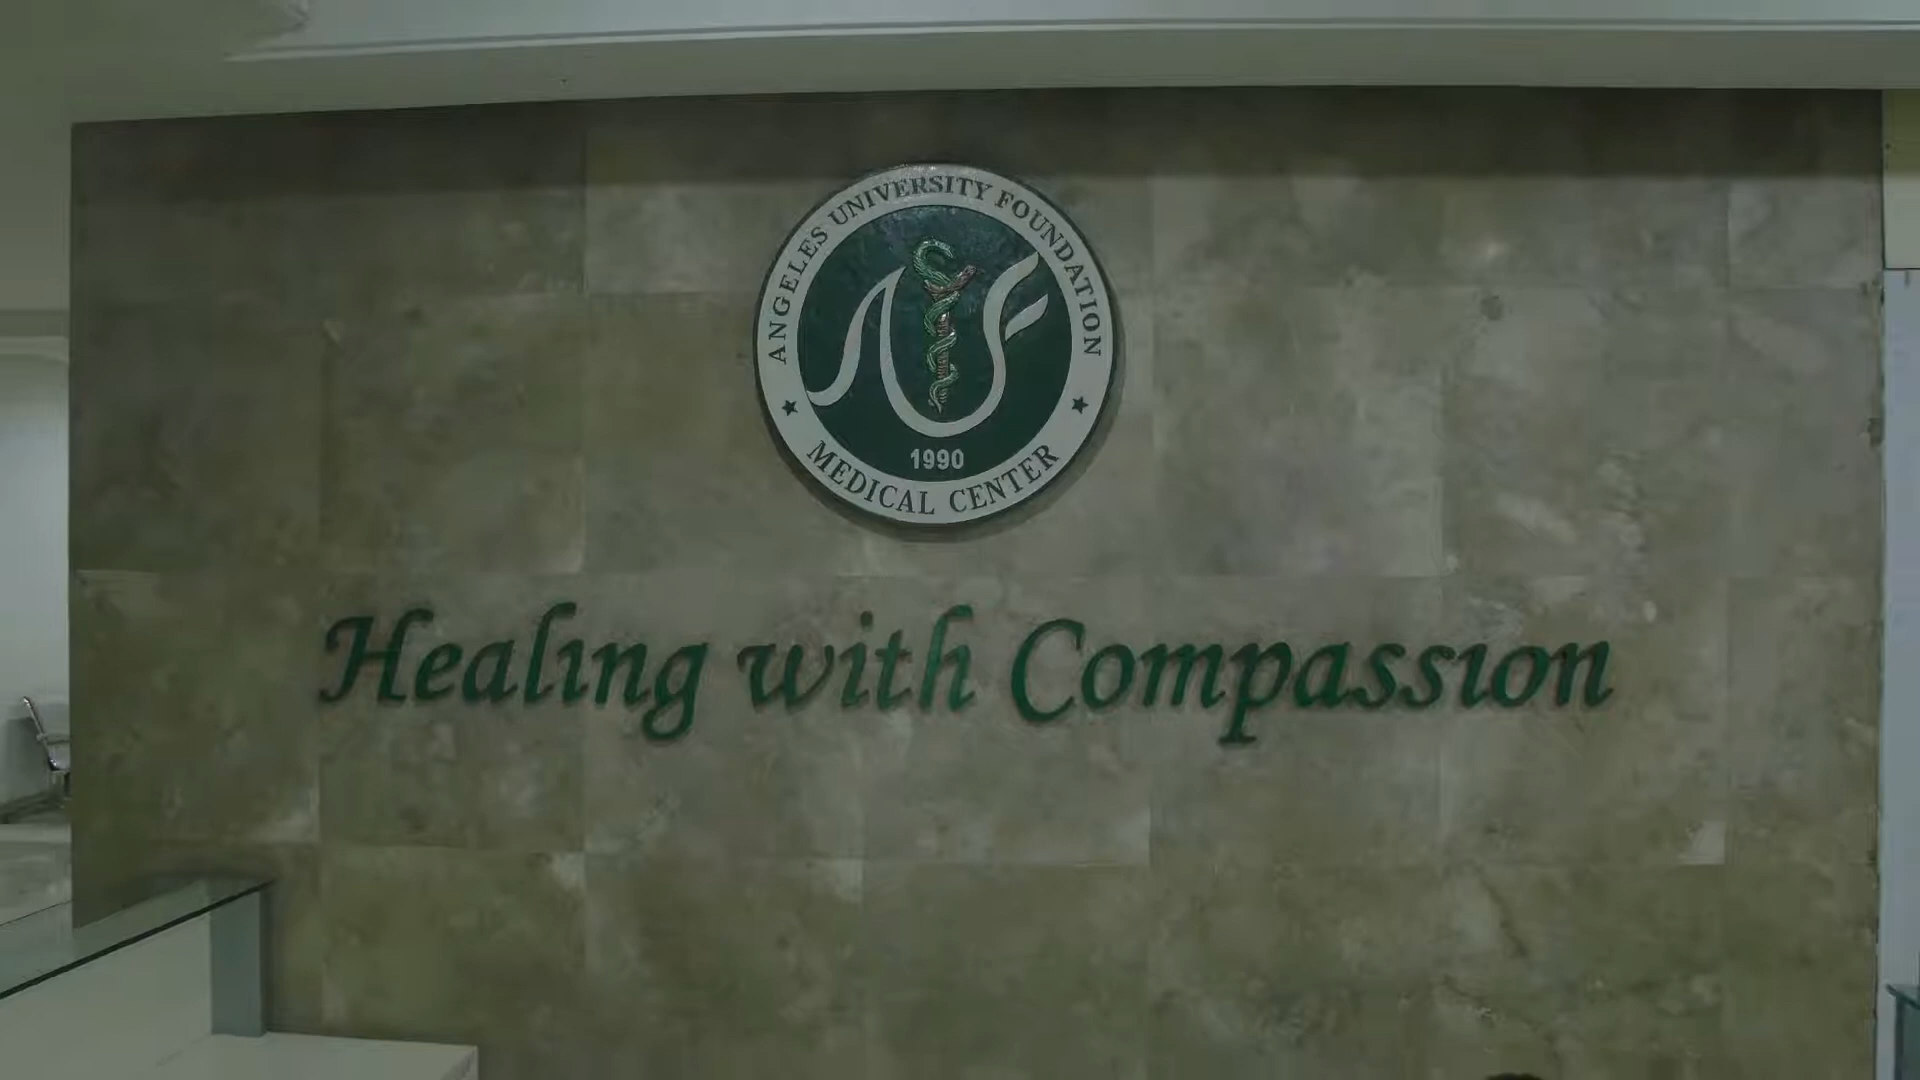 ANGELES UNIVERSITY FOUNDATION
1990
MEDICAL CENTER
Healing with Compassion